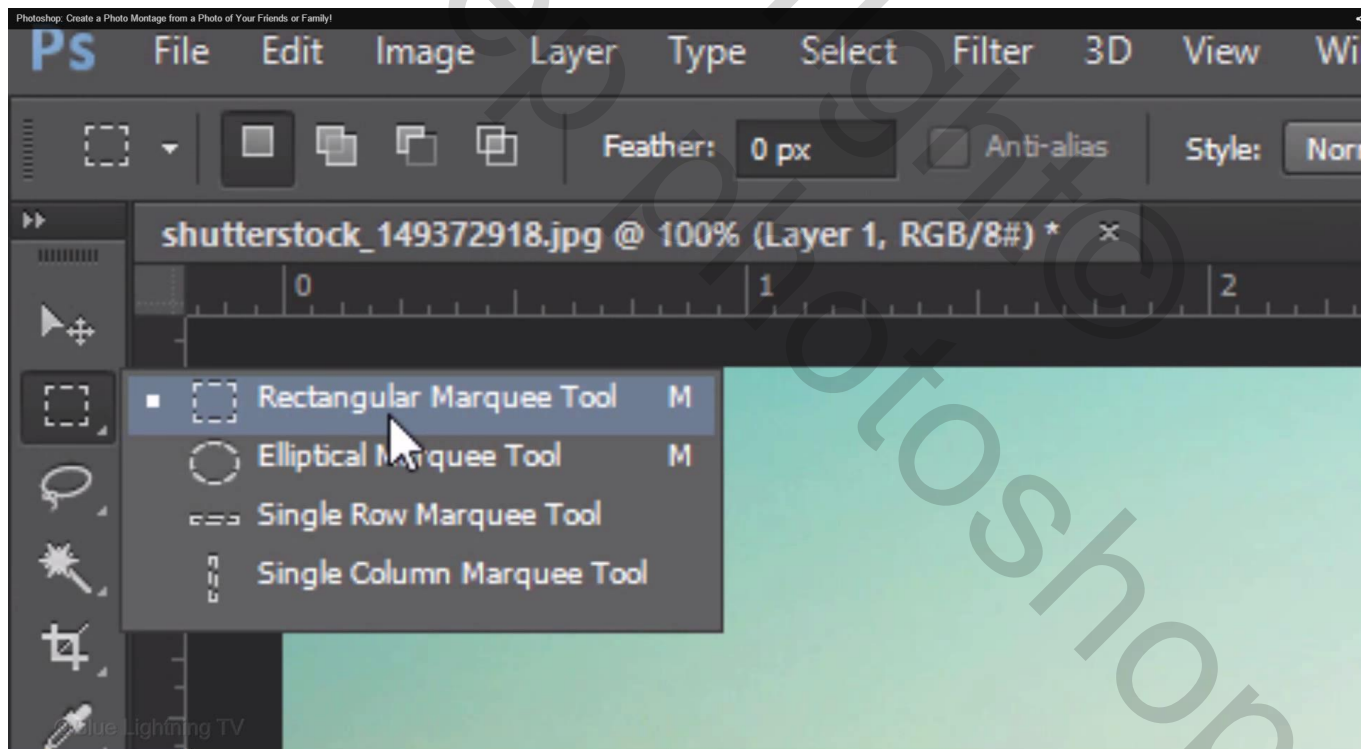 Photoshop: Create a Photo Montage from a Photo of Your Friends or Family!
Ps File Edit Image Layer Type Select Filter 3D View
Feather: 0 px Anti-alias Style:
shutterstock_149372918.jpg @ 100% (Layer 1, RGB/8#) * ×
0 1 2
Rectangular Marquee Tool M
Elliptical Marquee Tool M
Single Row Marquee Tool
Single Column Marquee Tool
©Blue Lightning TV
photoshop